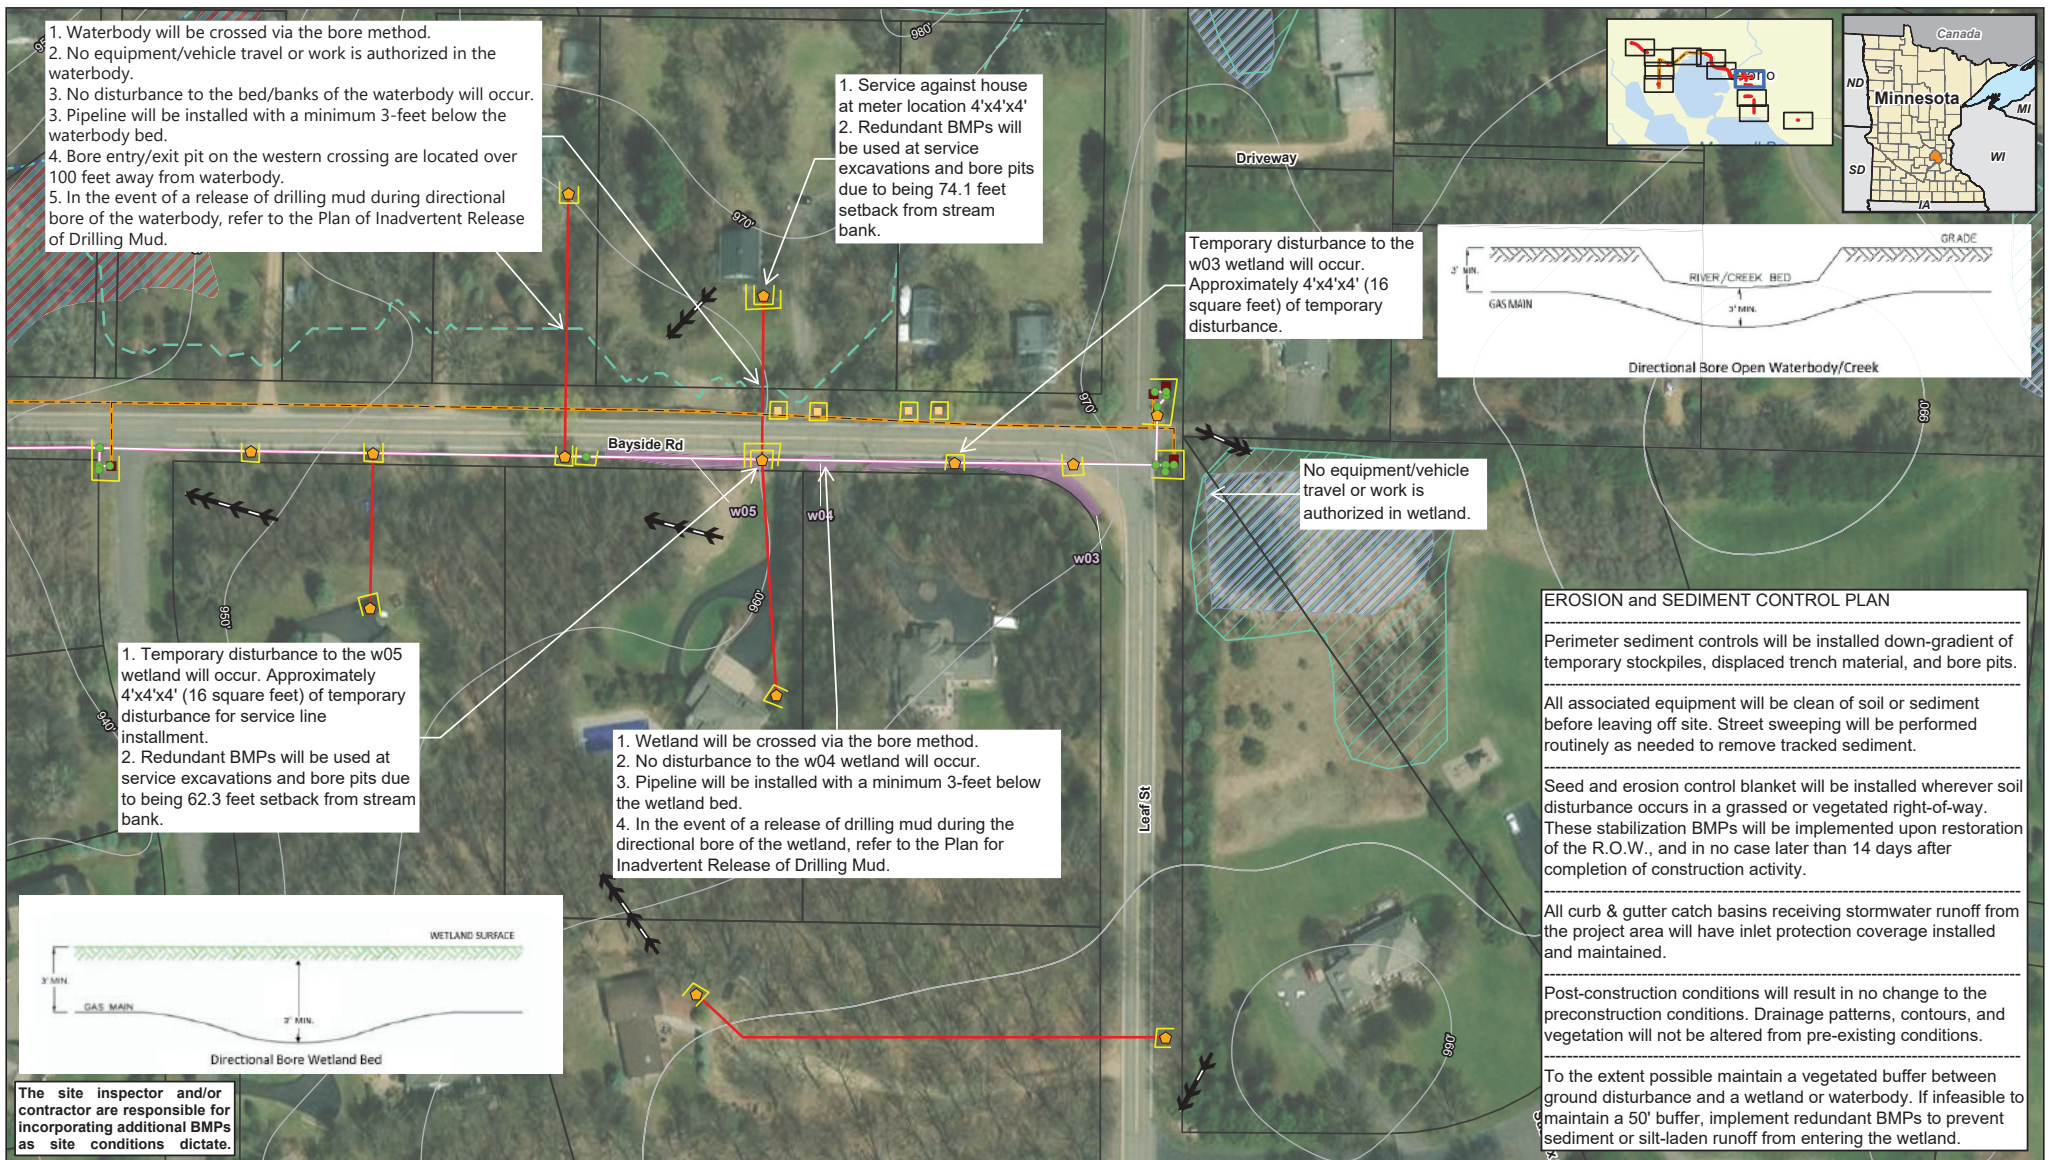 1. Waterbody will be crossed via the bore method.
2. No equipment/vehicle travel or work is authorized in the
waterbody.
3. No disturbance to the bed/banks of the waterbody will occur.
3. Pipeline will be installed with a minimum 3-feet below the
waterbody bed.
4. Bore entry/exit pit on the western crossing are located over
100 feet away from waterbody.
5. In the event of a release of drilling mud during directional
bore of the waterbody, refer to the Plan of Inadvertent Release
of Drilling Mud.
980'
1. Service against house
at meter location 4'x4'x4'
2. Redundant BMPs will
be used at service
excavations and bore pits
due to being 74.1 feet
setback from stream
bank.
Driveway
Orono
Canada
ND
Minnesota
MI
SD
WI
IA
970'
Temporary disturbance to the
w03 wetland will occur.
Approximately 4'x4'x4' (16
square feet) of temporary
disturbance.
GRADE
3' MIN.
RIVER/CREEK BED
GAS MAIN
3' MIN.
Directional Bore Open Waterbody/Creek
970'
990'
Bayside Rd
w05
w04
w03
No equipment/vehicle
travel or work is
authorized in wetland.
950'
960'
940'
1. Temporary disturbance to the w05
wetland will occur. Approximately
4'x4'x4' (16 square feet) of temporary
disturbance for service line
installment.
2. Redundant BMPs will be used at
service excavations and bore pits due
to being 62.3 feet setback from stream
bank.
1. Wetland will be crossed via the bore method.
2. No disturbance to the w04 wetland will occur.
3. Pipeline will be installed with a minimum 3-feet below
the wetland bed.
4. In the event of a release of drilling mud during the
directional bore of the wetland, refer to the Plan for
Inadvertent Release of Drilling Mud.
Leaf St
EROSION and SEDIMENT CONTROL PLAN
Perimeter sediment controls will be installed down-gradient of
temporary stockpiles, displaced trench material, and bore pits.
All associated equipment will be clean of soil or sediment
before leaving off site. Street sweeping will be performed
routinely as needed to remove tracked sediment.
Seed and erosion control blanket will be installed wherever soil
disturbance occurs in a grassed or vegetated right-of-way.
These stabilization BMPs will be implemented upon restoration
of the R.O.W., and in no case later than 14 days after
completion of construction activity.
All curb & gutter catch basins receiving stormwater runoff from
the project area will have inlet protection coverage installed
and maintained.
Post-construction conditions will result in no change to the
preconstruction conditions. Drainage patterns, contours, and
vegetation will not be altered from pre-existing conditions.
To the extent possible maintain a vegetated buffer between
ground disturbance and a wetland or waterbody. If infeasible to
maintain a 50' buffer, implement redundant BMPs to prevent
sediment or silt-laden runoff from entering the wetland.
990'
WETLAND SURFACE
3' MIN.
GAS MAIN
3' MIN.
Directional Bore Wetland Bed
The site inspector and/or
contractor are responsible for
incorporating additional BMPs
as site conditions dictate.